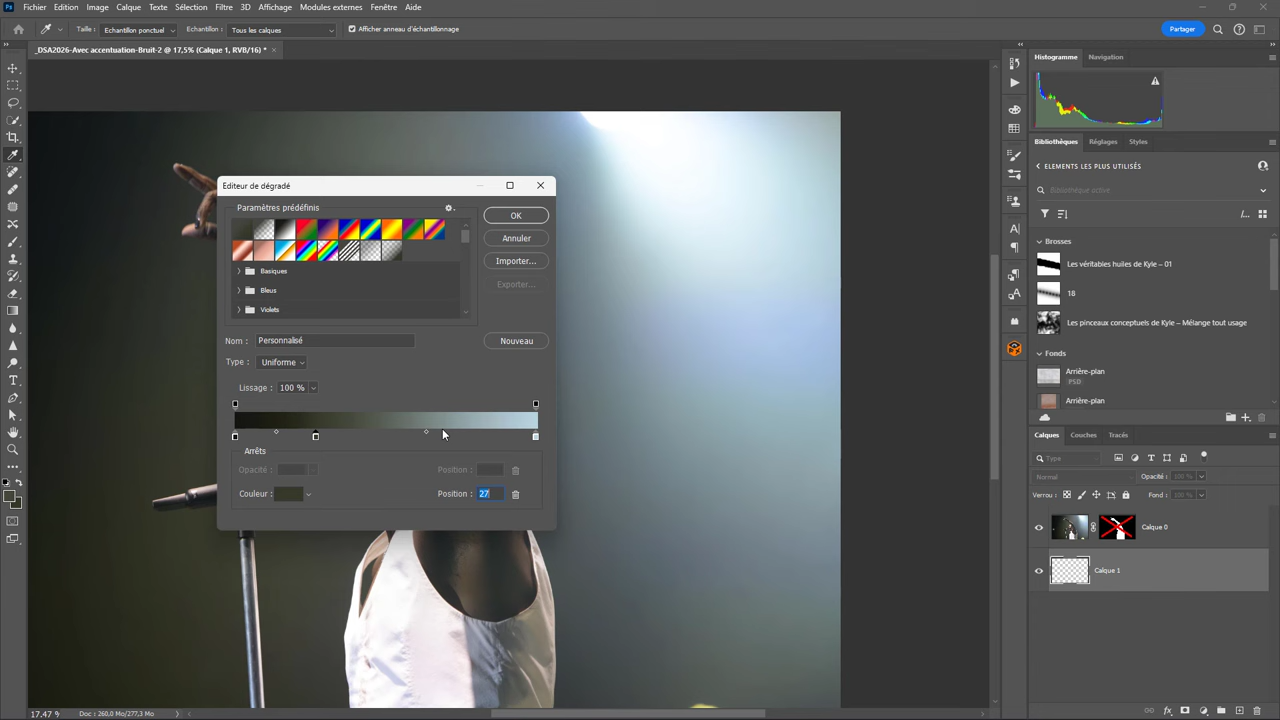 Fichier Edition Image Calque Texte Sélection Filtre 3D Affichage Modules externes Fenêtre Aide
Taille : Echantillon ponctuel Echantillon : Tous les calques Afficher anneau d'échantillonnage Partager
_DSA2026-Avec accentuation-Bruit-2 @ 17,5% (Calque 1, RVB/16) *
Histogramme Navigation
Bibliothèques Réglages Styles
ELEMENTS LES PLUS UTILISÉS
Bibliothèque active
Brosses
Les véritables huiles de Kyle – 01
18
Les pinceaux conceptuels de Kyle – Mélange tout usage
Fonds
Arrière-plan
PSD
Arrière-plan
Calques Couches Tracés
Type
Normal Opacité : 100 %
Verrou : Fond : 100 %
Calque 0
Calque 1
Editeur de dégradé
Paramètres prédéfinis
OK
Annuler
Importer...
Exporter...
Basiques
Bleus
Violets
Nom : Personnalisé
Nouveau
Type : Uniforme
Lissage : 100 %
Arrêts
Opacité : Position :
Couleur : Position : 27
17.47 % Doc : 260,0 Mo/277,3 Mo